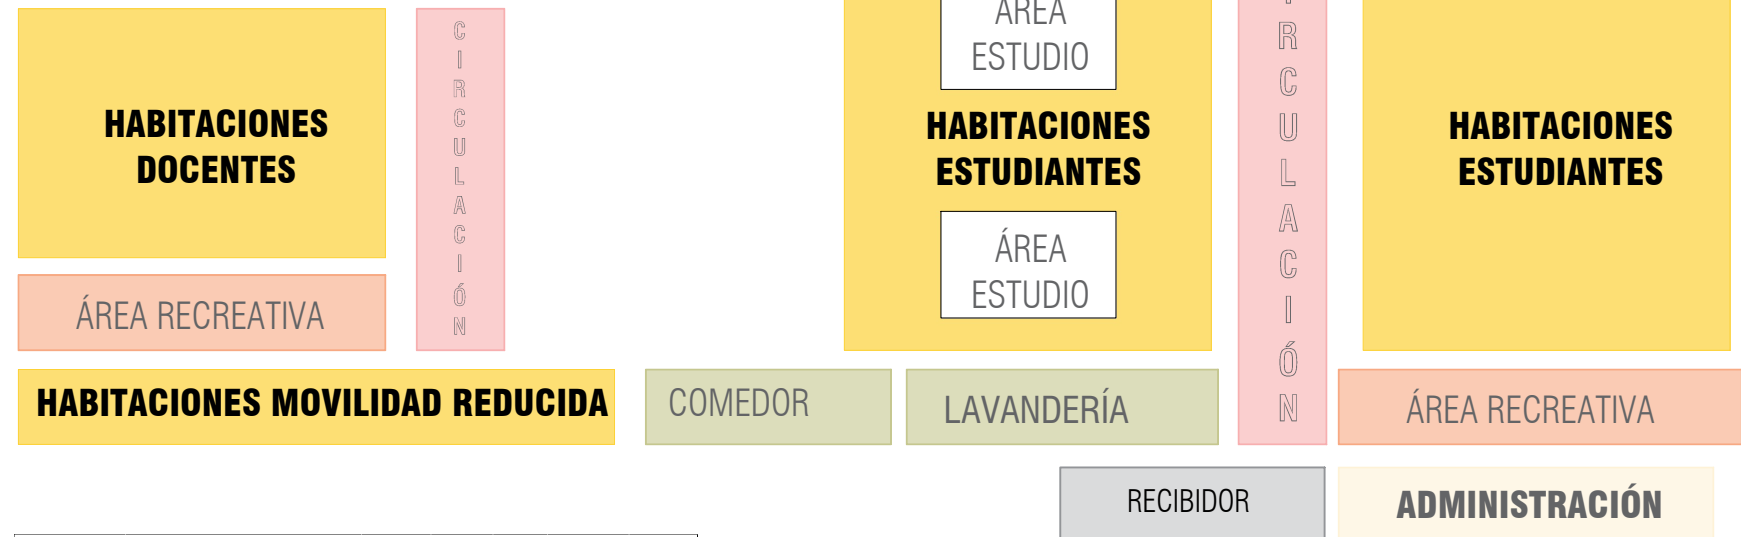 HABITACIONES
DOCENTES
ÁREA RECREATIVA
CIRCULACIÓN
HABITACIONES MOVILIDAD REDUCIDA
COMEDOR
LAVANDERÍA
ÁREA
ESTUDIO
HABITACIONES
ESTUDIANTES
ÁREA
ESTUDIO
RCULACIÓN
HABITACIONES
ESTUDIANTES
ÁREA RECREATIVA
RECIBIDOR
ADMINISTRACIÓN